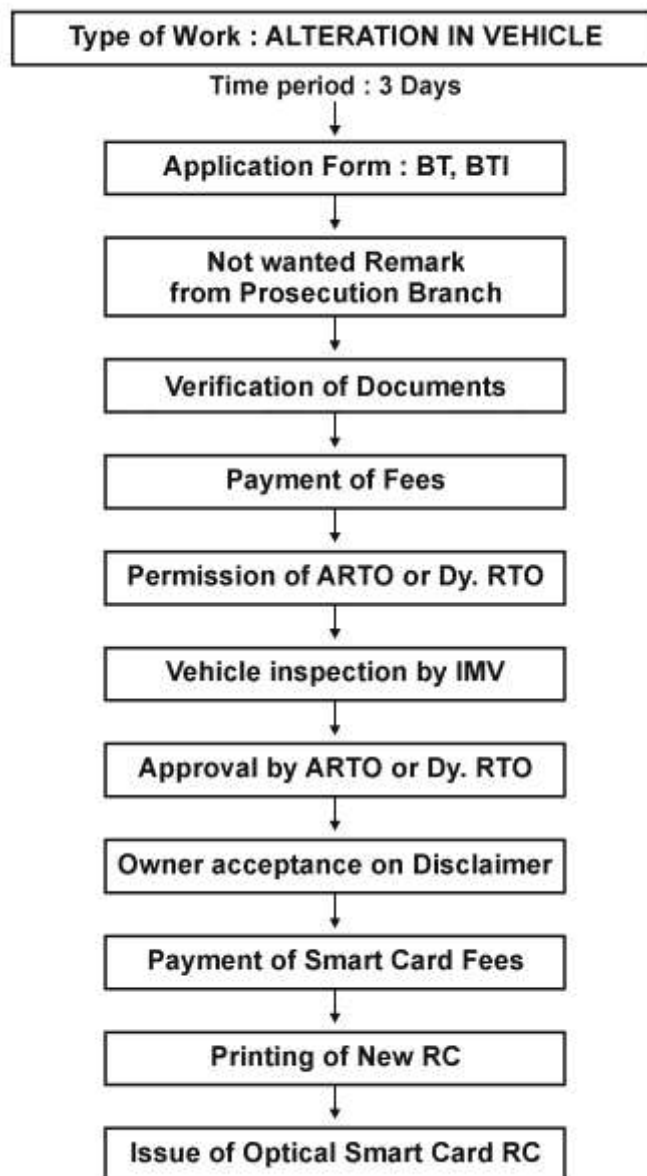 Type of Work : ALTERATION IN VEHICLE
Time period : 3 Days
Application Form : BT, BTI
Not wanted Remark
from Prosecution Branch
Verification of Documents
Payment of Fees
Permission of ARTO or Dy. RTO
Vehicle inspection by IMV
Approval by ARTO or Dy. RTO
Owner acceptance on Disclaimer
Payment of Smart Card Fees
Printing of New RC
Issue of Optical Smart Card RC